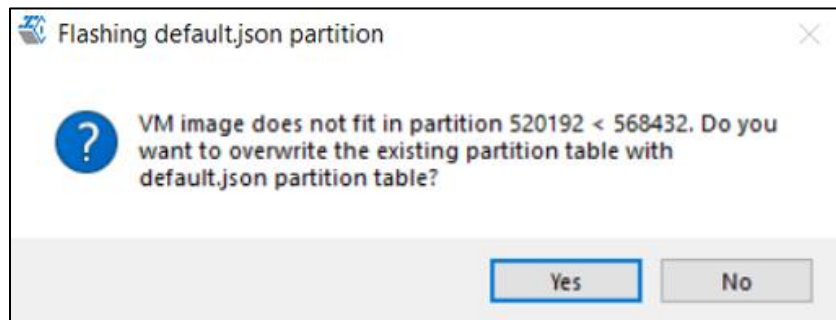 Flashing default.json partition
VM image does not fit in partition 520192 < 568432. Do you
want to overwrite the existing partition table with
default.json partition table?
Yes
No